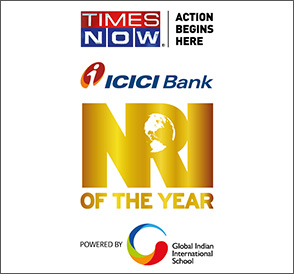 TIMES
NOW
ACTION
BEGINS
HERE
ICICI Bank
NRI
OF THE YEAR
POWERED BY
Global Indian
International
School